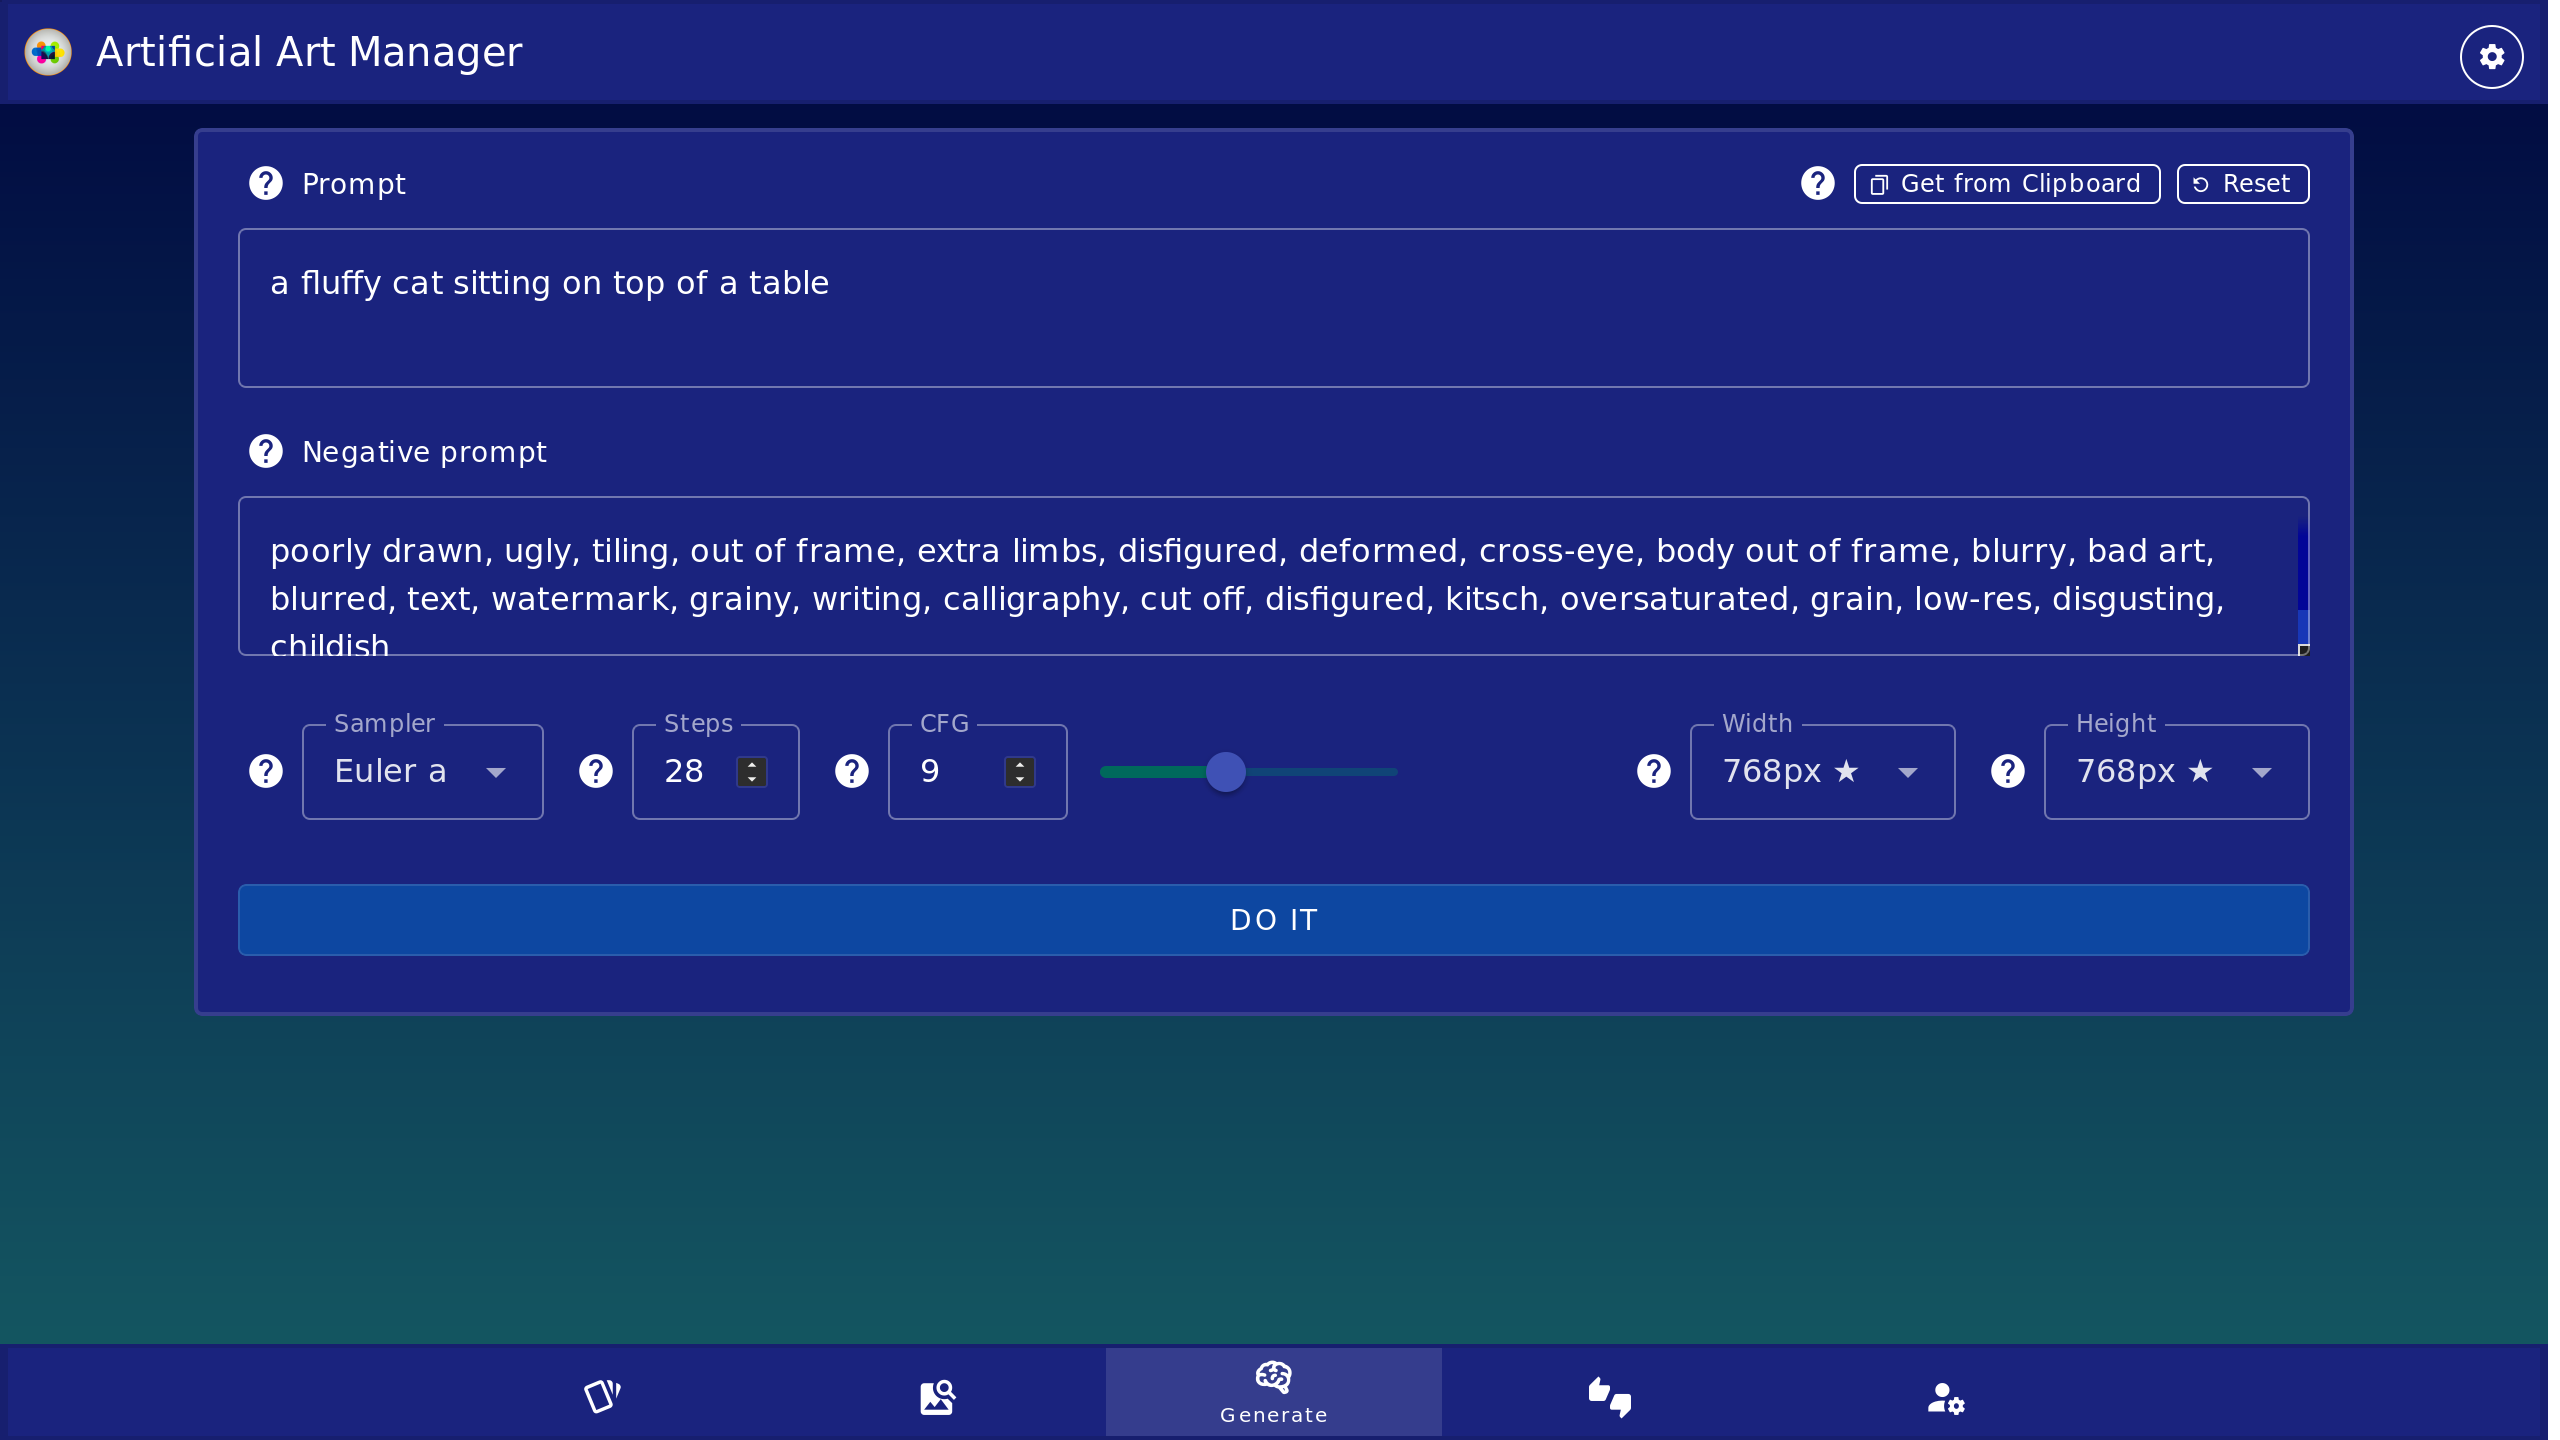 Artificial Art Manager
Prompt
Get from Clipboard
Reset
a fluffy cat sitting on top of a table
Negative prompt
poorly drawn, ugly, tiling, out of frame, extra limbs, disfigured, deformed, cross-eye, body out of frame, blurry, bad art,
blurred, text, watermark, grainy, writing, calligraphy, cut off, disfigured, kitsch, oversaturated, grain, low-res, disgusting,
childish
Sampler
Euler a
Steps
28
CFG
9
Width
768px ★
Height
768px ★
DO IT
Generate